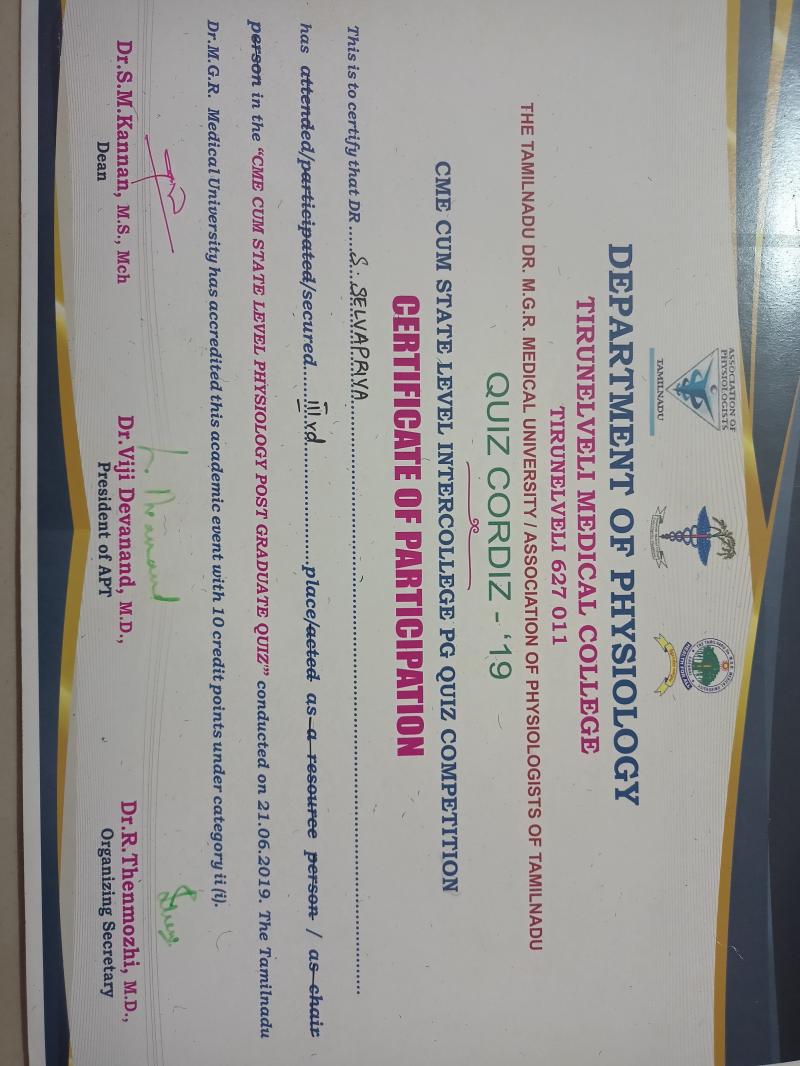 ASSOCIATION OF
PHYSIOLOGISTS
TAMILNADU
DEPARTMENT OF PHYSIOLOGY
TIRUNELVELI MEDICAL COLLEGE
TIRUNELVELI 627 011
THE TAMILNADU DR. M.G.R. MEDICAL UNIVERSITY / ASSOCIATION OF PHYSIOLOGISTS OF TAMILNADU
QUIZ CORDIZ - ‘19
CME CUM STATE LEVEL INTERCOLLEGE PG QUIZ COMPETITION
CERTIFICATE OF PARTICIPATION
This is to certify that DR ..... S. SELVAPRIYA
has attended/participated/secured...... III rd ..............place/acted as a resource person / as chair
person in the “CME CUM STATE LEVEL PHYSIOLOGY POST GRADUATE QUIZ” conducted on 21.06.2019. The Tamilnadu
Dr.M.G.R. Medical University has accredited this academic event with 10 credit points under category ii (i).
Dr.S.M.Kannan, M.S., Mch
Dean
Dr.Viji Devanand, M.D.,
President of APT
Dr.R.Thenmozhi, M.D.,
Organizing Secretary